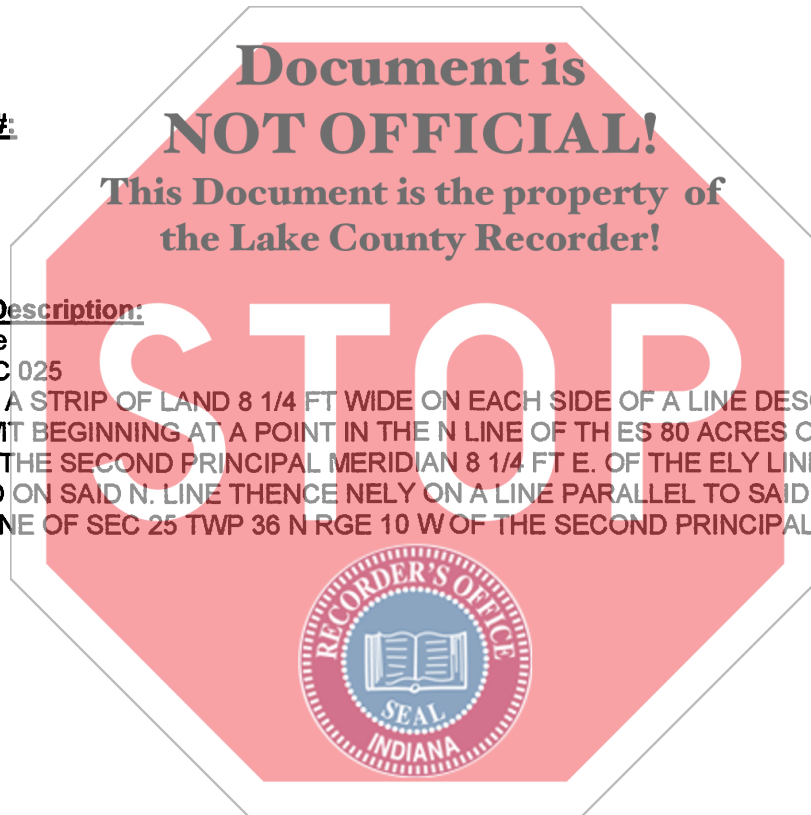 Document is
#:
NOT OFFICIAL!
This Document is the property of
the Lake County Recorder!
Description:
e
C 025
STOP
A STRIP OF LAND 8 1/4 FT WIDE ON EACH SIDE OF A LINE DES
IT BEGINNING AT A POINT IN THE N LINE OF TH ES 80 ACRES
THE SECOND PRINCIPAL MERIDIAN 8 1/4 FT E. OF THE ELY LIN
ON SAID N. LINE THENCE NELY ON A LINE PARALLEL TO SAID
NE OF SEC 25 TWP 36 N RGE 10 W OF THE SECOND PRINCIPAL
RECORDER'S OFFICE
SEAL
INDIANA